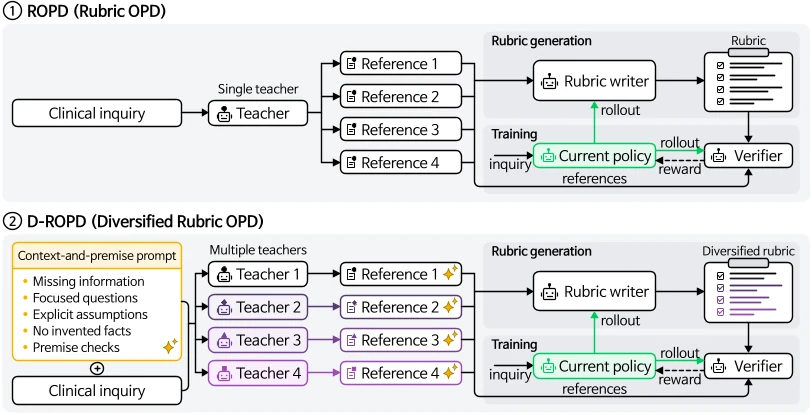 ① ROPD (Rubric OPD)
Rubric generation
Rubric
Single teacher
Reference 1
Reference 2
Reference 3
Reference 4
Clinical inquiry
Teacher
Rubric writer
rollout
Training
inquiry
Current policy
rollout
reward
Verifier
references
② D-ROPD (Diversified Rubric OPD)
Context-and-premise prompt
Missing information
Focused questions
Explicit assumptions
No invented facts
Premise checks
+
Clinical inquiry
Multiple teachers
Teacher 1
Teacher 2
Teacher 3
Teacher 4
Reference 1
Reference 2
Reference 3
Reference 4
Rubric generation
Diversified rubric
Rubric writer
rollout
Training
inquiry
Current policy
rollout
reward
Verifier
references